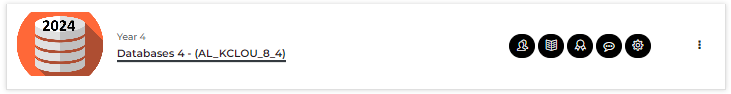 2024
Year 4
Databases 4 - (AL_KCLOU_8_4)